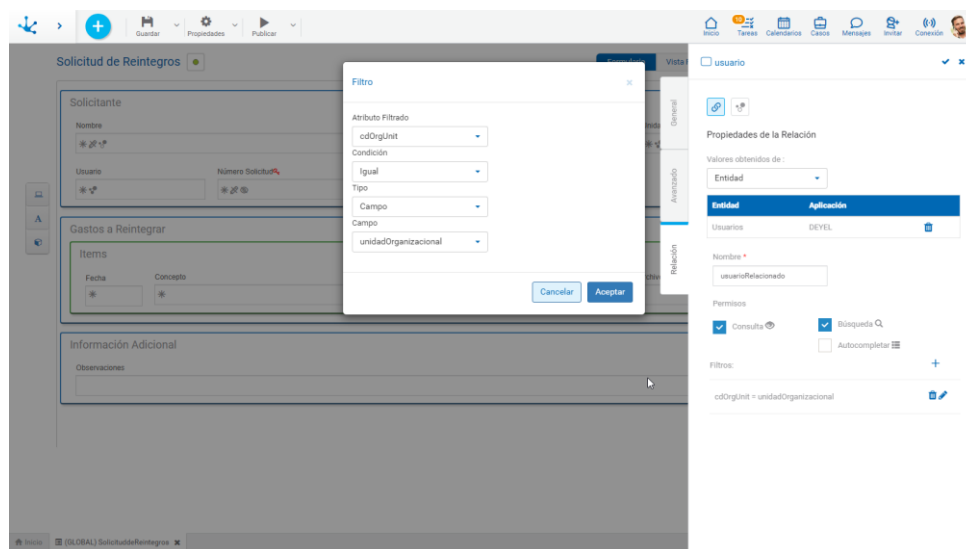 Guardar
Propiedades
Publicar
Inicio
10
Tareas
Calendarios
Casos
Mensajes
Invitar
Conexión
Solicitud de Reintegros
Formulario
Solicitante
Nombre
Usuario
Número Solicitud
Gastos a Reintegrar
Items
Fecha
Concepto
Información Adicional
Observaciones
Filtro
Atributo Filtrado
cdOrgUnit
Condición
Igual
Tipo
Campo
Campo
unidadOrganizacional
Cancelar
Aceptar
General
Avanzado
Relación
usuario
Propiedades de la Relación
Valores obtenidos de :
Entidad
Entidad Aplicación
Usuarios DEYEL
Nombre *
usuarioRelacionado
Permisos
Consulta
Búsqueda
Autocompletar
Filtros:
cdOrgUnit = unidadOrganizacional
Inicio
(GLOBAL) SolicituddeReintegros